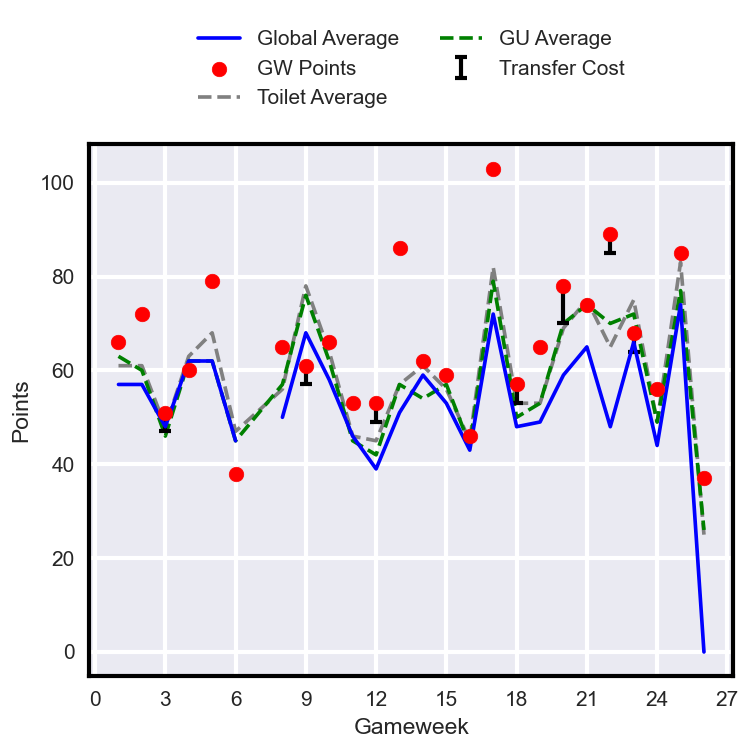 Global Average
GW Points
Toilet Average
GU Average
Transfer Cost
Points
100
80
60
40
20
0
0 3 6 9 12 15 18 21 24 27
Gameweek